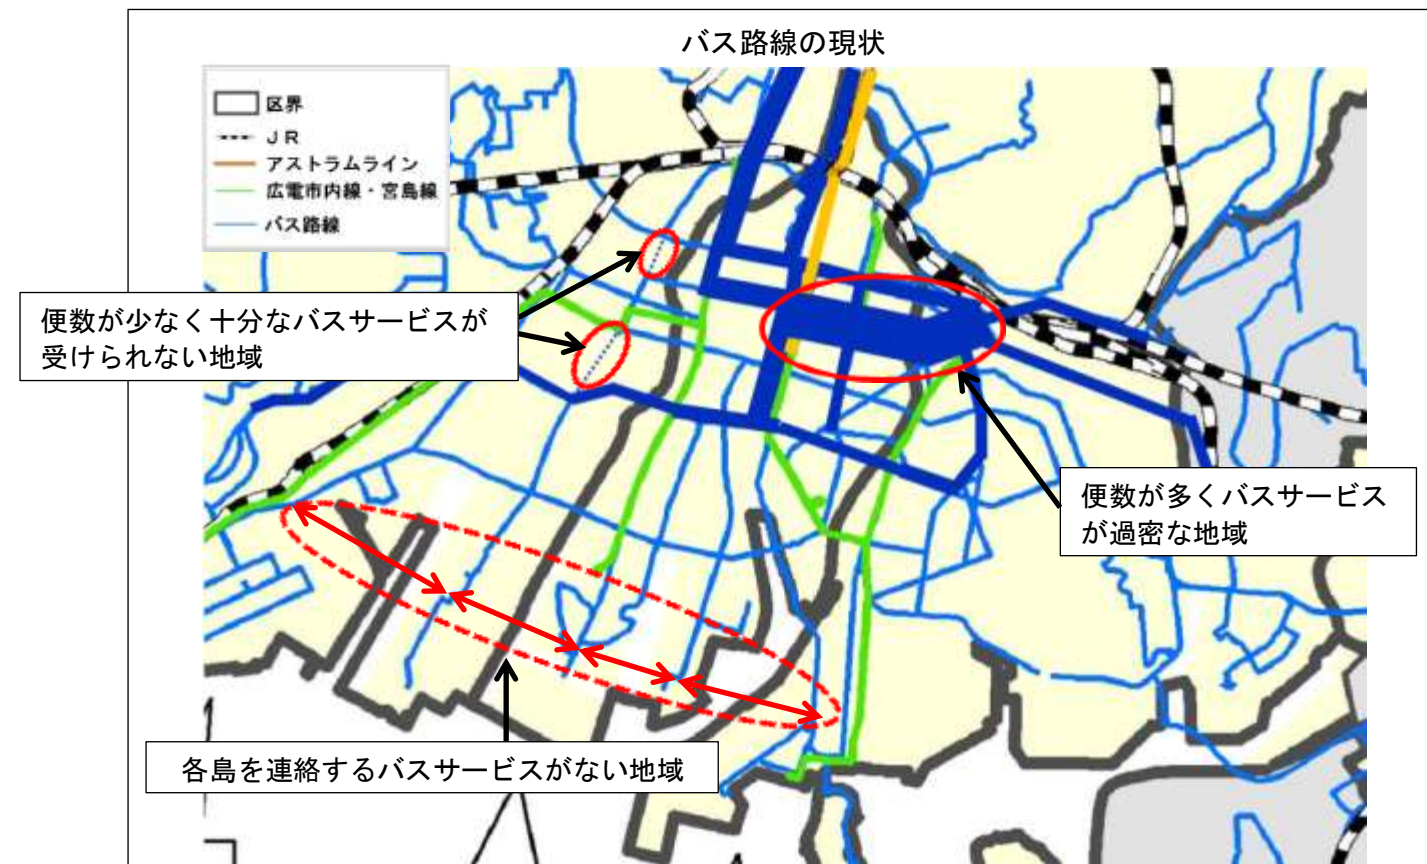 バス路線の現状
区界
ＪＲ
アストラムライン
広電市内線・宮島線
バス路線
便数が少なく十分なバスサービスが
受けられない地域
便数が多くバスサービス
が過密な地域
各島を連絡するバスサービスがない地域